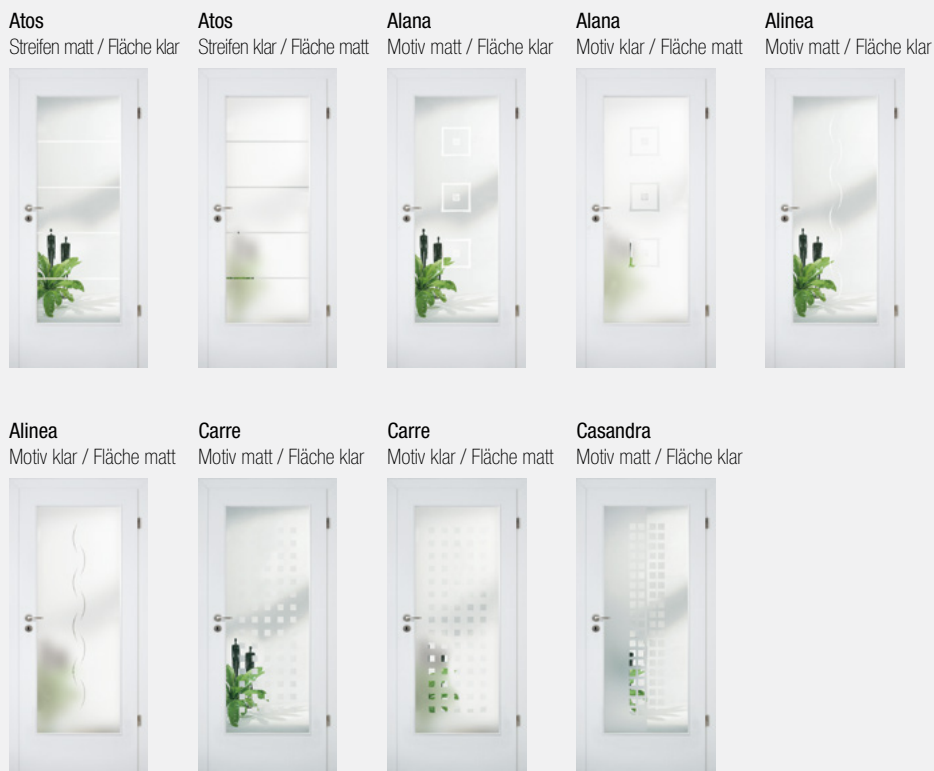 Atos
Streifen matt / Fläche klar
Atos
Streifen klar / Fläche matt
Alana
Motiv matt / Fläche klar
Alana
Motiv klar / Fläche matt
Alinea
Motiv matt / Fläche klar
Alinea
Motiv klar / Fläche matt
Carre
Motiv matt / Fläche klar
Carre
Motiv klar / Fläche matt
Casandra
Motiv matt / Fläche klar